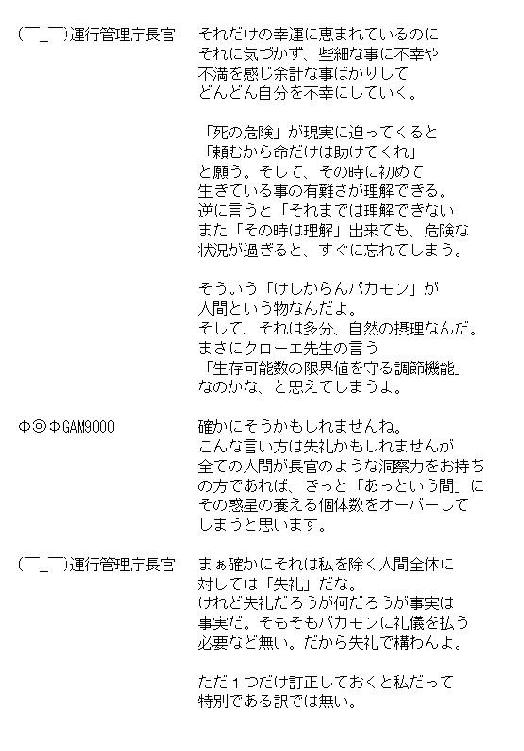 (￣_￣)運行管理庁長官 それだけの幸運に恵まれているのに
それに気づかず、些細な事に不幸や
不満を感じ余計な事ばかりして
どんどん自分を不幸にしていく。
「死の危険」が現実に迫ってくると
「頼むから命だけは助けてくれ」
と願う。そして、その時に初めて
生きている事の有難さが理解できる。
逆に言うと「それまでは理解できない
また「その時は理解」出来ても、危険な
状況が過ぎると、すぐに忘れてしまう。
そういう「けしからんバカモン」が
人間という物なんだよ。
そして、それは多分、自然の摂理なんだ。
まさにクローエ先生の言う
「生存可能数の限界値を守る調節機能」
なのかな、と思えてしまうよ。
Φ◎ΦGAM9000 確かにそうかもしれませんね。
こんな言い方は失礼かもしれませんが
全ての人間が長官のような洞察力をお持ち
の方であれば、きっと「あっという間」に
その惑星の養える個体数をオーバーして
しまうと思います。
(￣_￣)運行管理庁長官 まぁ確かにそれは私を除く人間全体に
対しては「失礼」だな。
けれど失礼だろうが何だろうが事実は
事実だ。そもそもバカモンに礼儀を払う
必要など無い。だから失礼で構わんよ。
ただ１つだけ訂正しておくと私だって
特別である訳では無い。